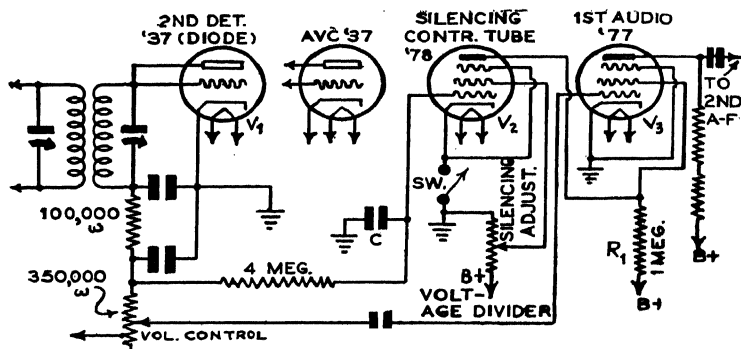 2ND DET.
'37 (DIODE)
AVC '37
SILENCING
CONTR. TUBE
'78
1ST AUDIO
'77
TO
2ND
A-F
V1
V2
V3
SW.
SILENCING
ADJUST.
100,000
ω
C
4 MEG.
350,000
ω
B+
VOLT-
AGE DIVIDER
R1
1 MEG.
B+
B+
VOL. CONTROL